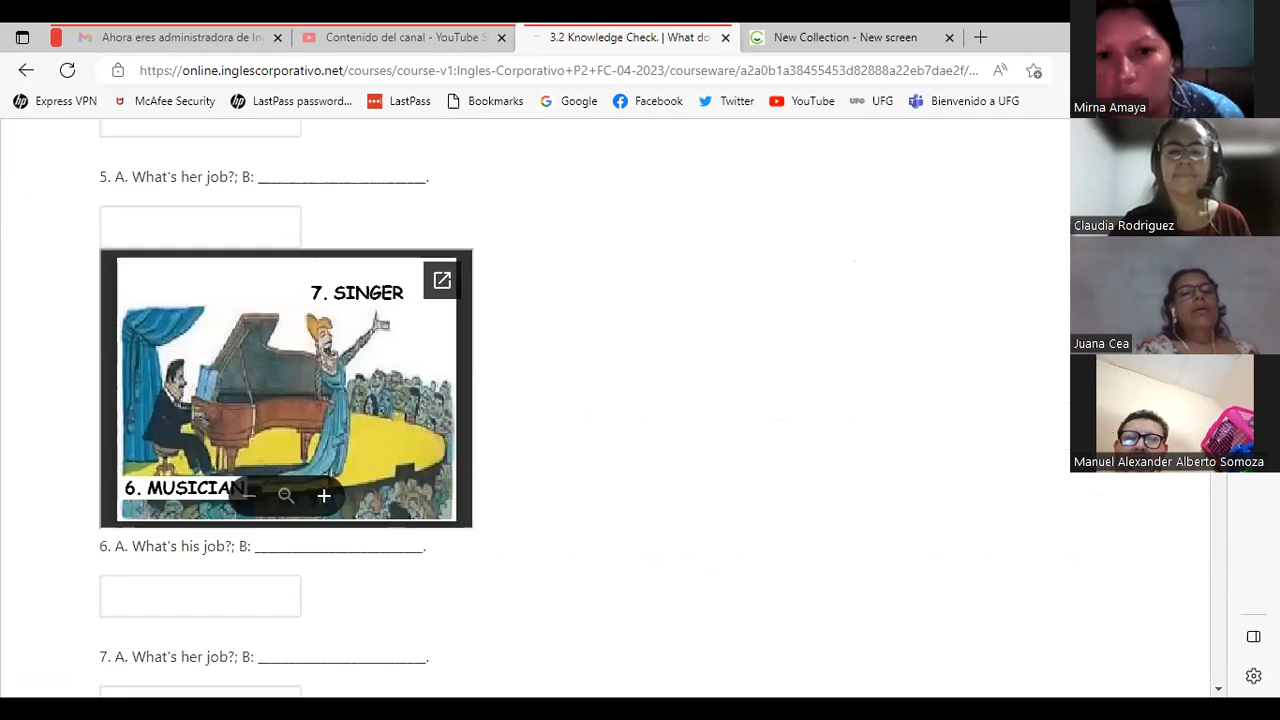 Ahora eres administradora de In
Contenido del canal - YouTube S
3.2 Knowledge Check. | What do
New Collection - New screen
https://online.inglescorporativo.net/courses/course-v1:Ingles-Corporativo+P2+FC-04-2023/courseware/a2a0b1a38455453d82888a22eb7dae2f/...
Express VPN McAfee Security LastPass password... LastPass Bookmarks Google Facebook Twitter YouTube UFG Bienvenido a UFG
5. A. What's her job?; B: ________________________.
7. SINGER
6. MUSICIAN
6. A. What's his job?; B: ________________________.
7. A. What's her job?; B: ________________________.
Mirna Amaya
Claudia Rodriguez
Juana Cea
Manuel Alexander Alberto Somoza